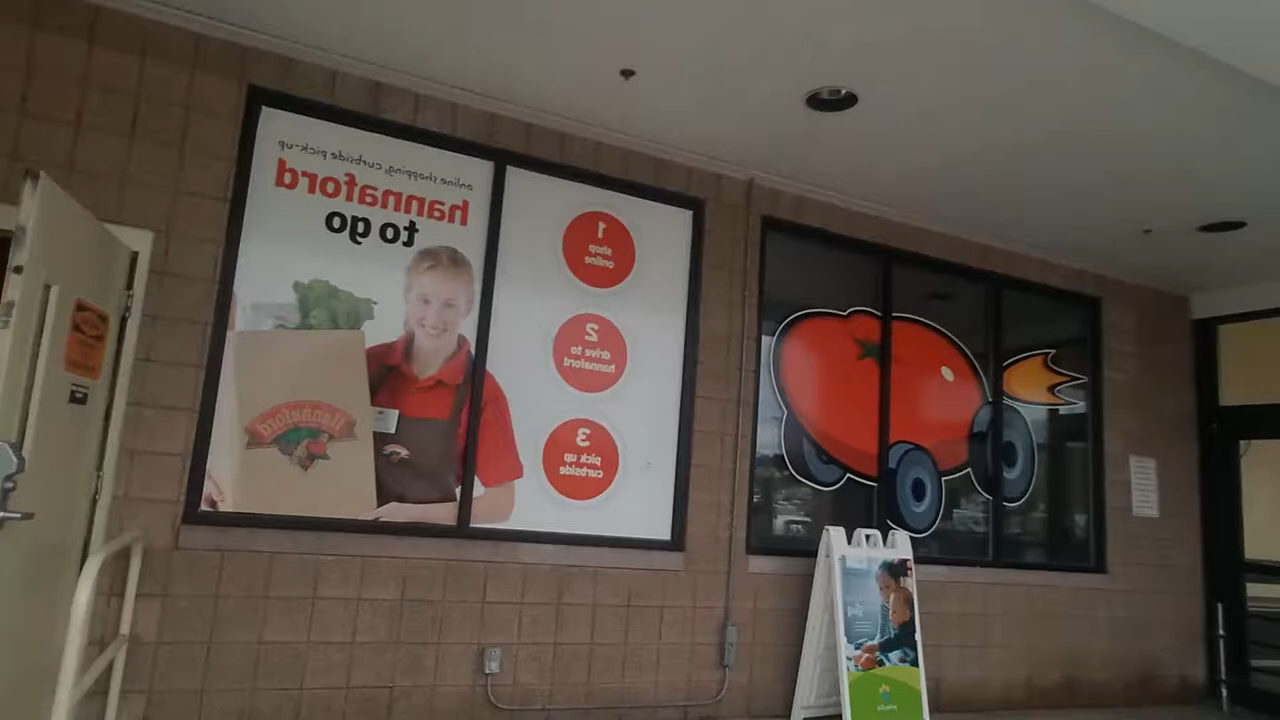 online shopping, curbside pick-up
hannaford
to go
Hannaford
1
shop
online
2
drive to
hannaford
3
pick up
curbside